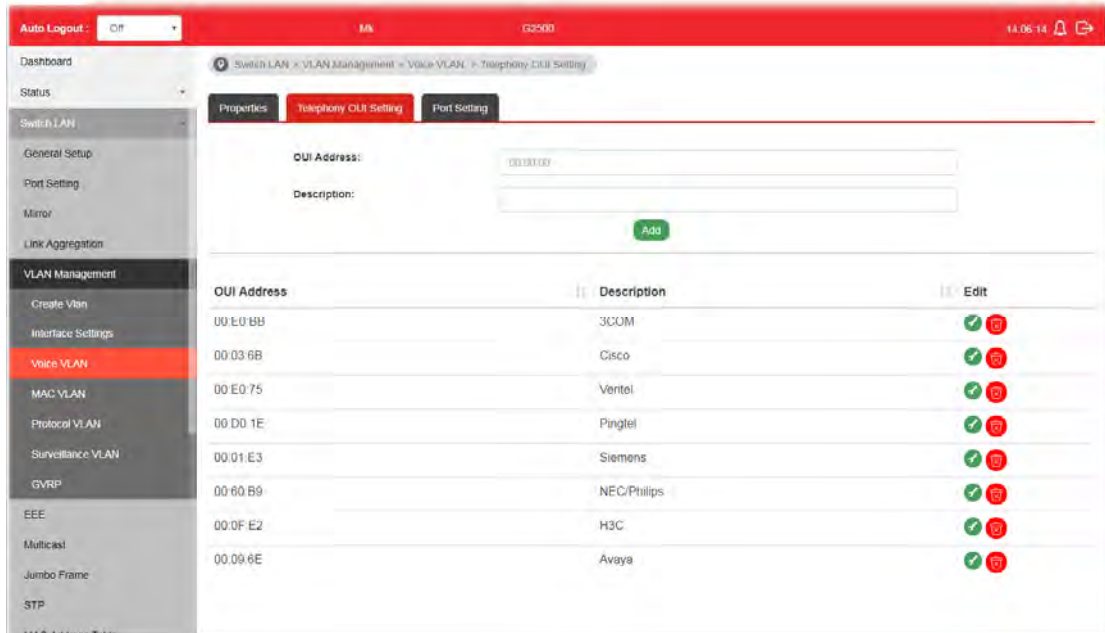 Auto Logout : Off Mk G3500 14:06:14
Dashboard
Switch LAN > VLAN Management > Voice VLAN > Telephony OUI Setting
Status
Properties Telephony OUI Setting Port Setting
Switch LAN
General Setup
OUI Address: 00:00:00
Port Setting
Description:
Mirror
Add
Link Aggregation
VLAN Management
OUI Address Description Edit
Create Vlan
00:E0:BB 3COM
Interface Settings
00:03:6B Cisco
Voice VLAN
00:E0:75 Veritel
MAC VLAN
00:D0:1E Pingtel
Protocol VLAN
00:01:E3 Siemens
Surveillance VLAN
00:60:B9 NEC/Philips
GVRP
EEE
00:0F:E2 H3C
Multicast
00:09:6E Avaya
Jumbo Frame
STP